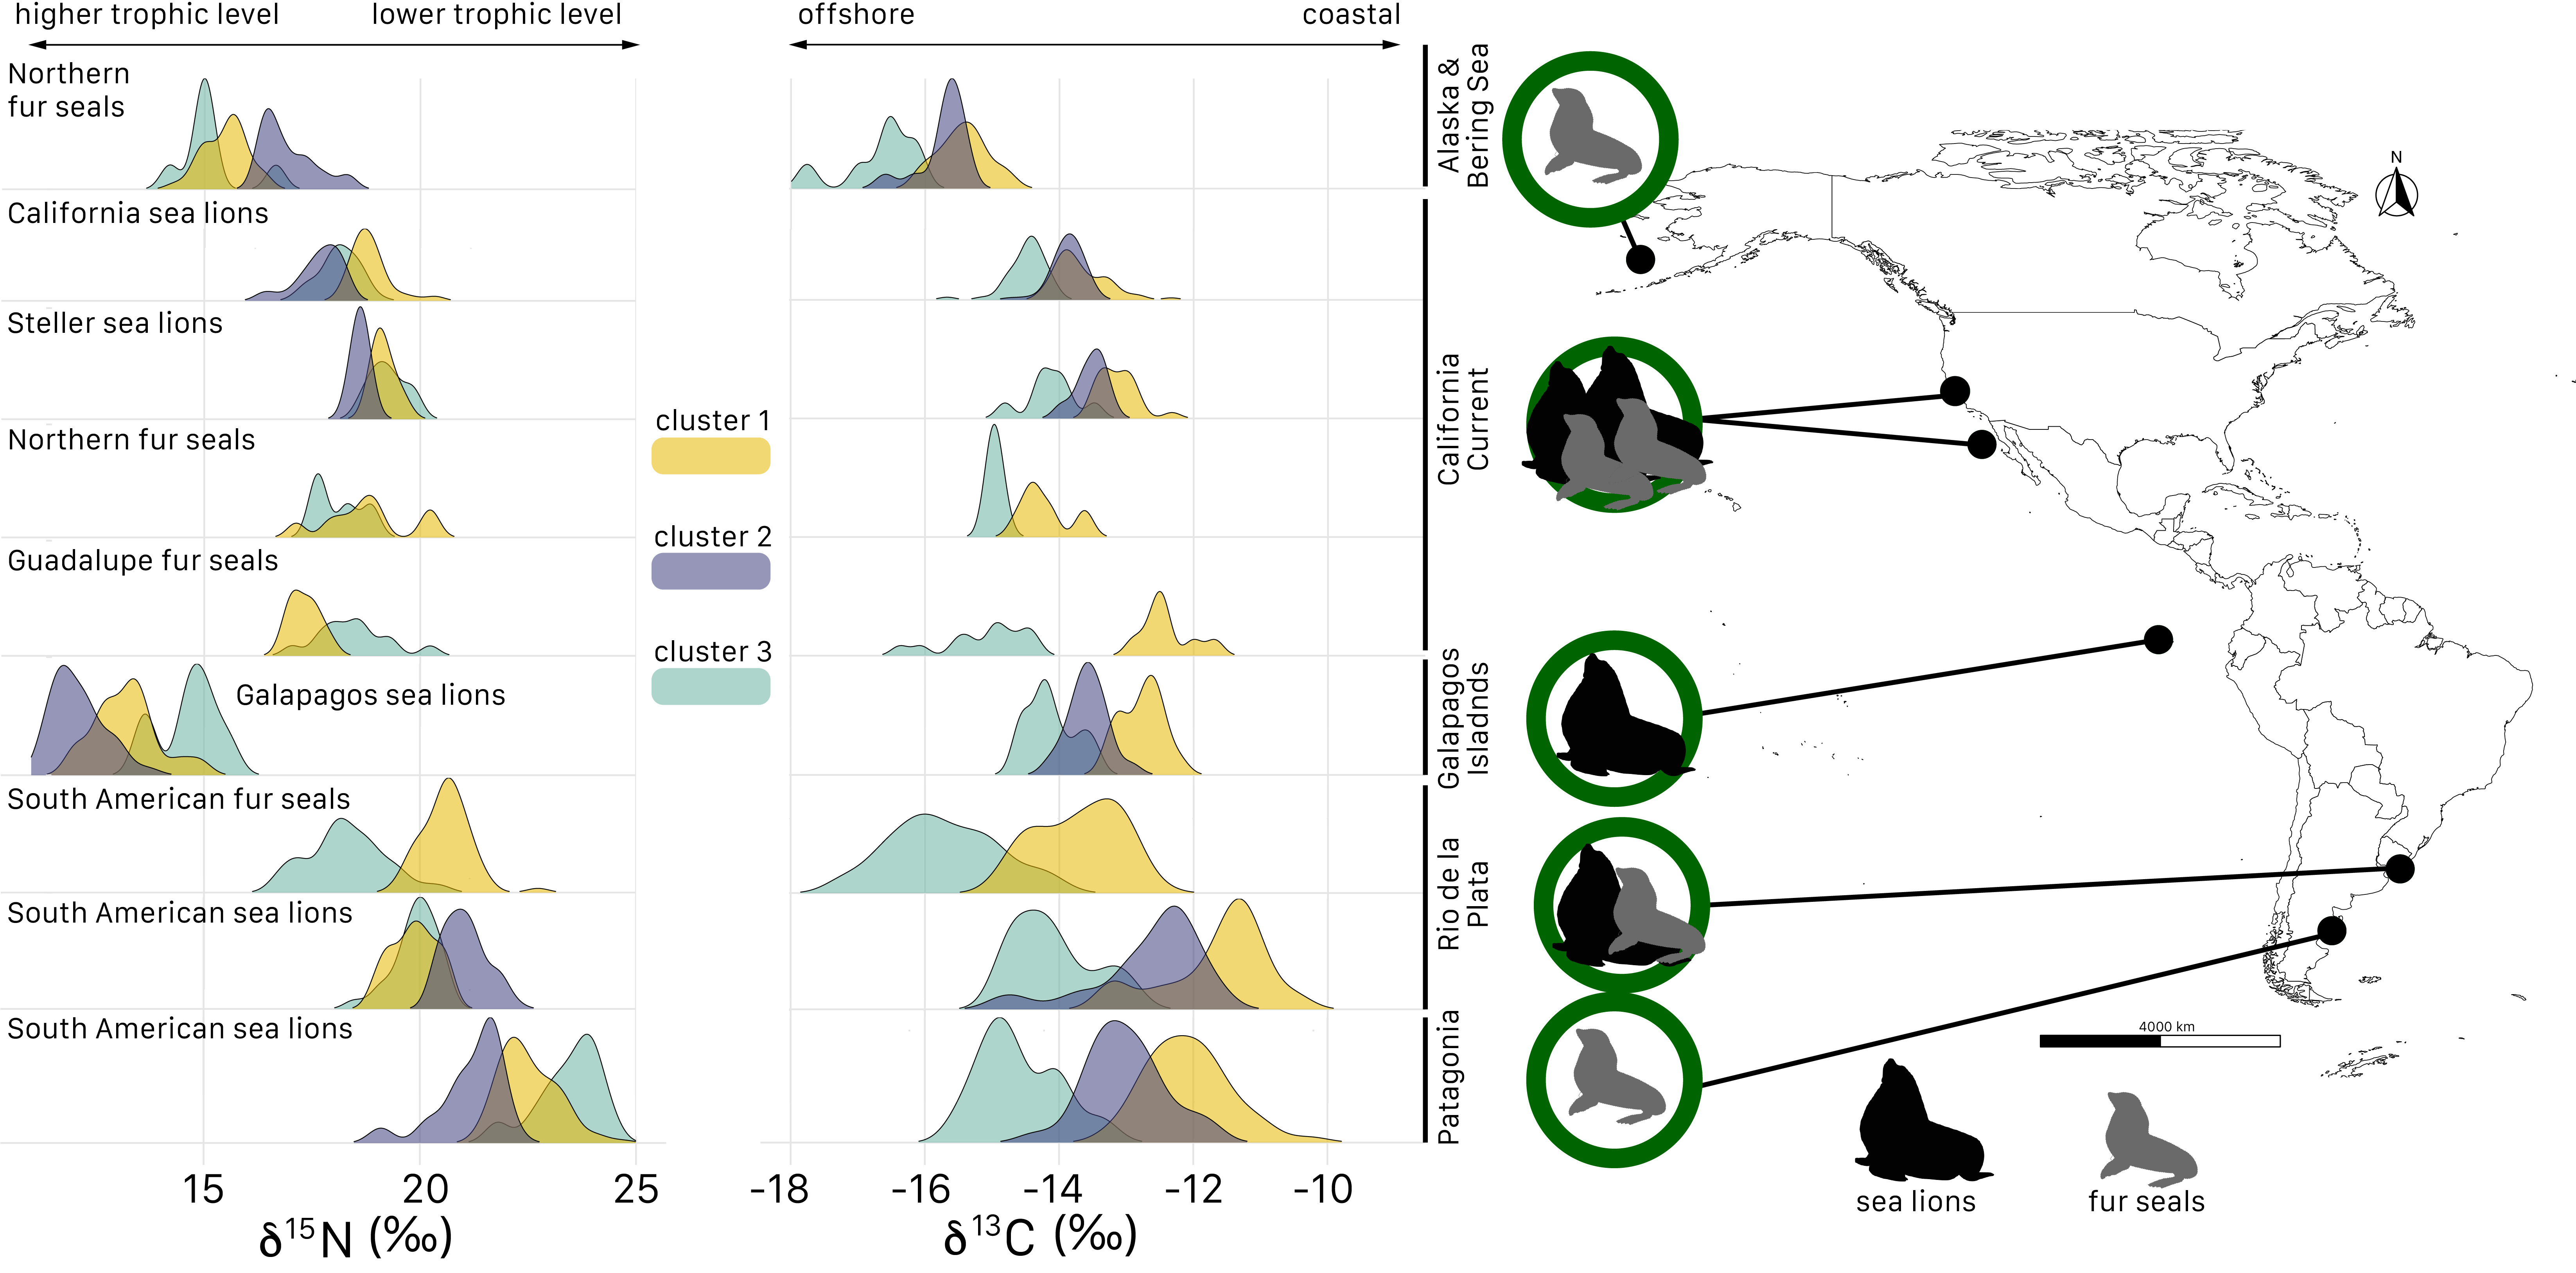 higher trophic level
lower trophic level
offshore
coastal
Northern
fur seals
California sea lions
Steller sea lions
Northern fur seals
Guadalupe fur seals
Galapagos sea lions
South American fur seals
South American sea lions
South American sea lions
15
20
25
δ¹⁵N (‰)
cluster 1
cluster 2
cluster 3
-18
-16
-14
-12
-10
δ¹³C (‰)
Alaska &
Bering Sea
California
Current
Galapagos
Isladnds
Rio de la
Plata
Patagonia
N
4000 km
sea lions
fur seals